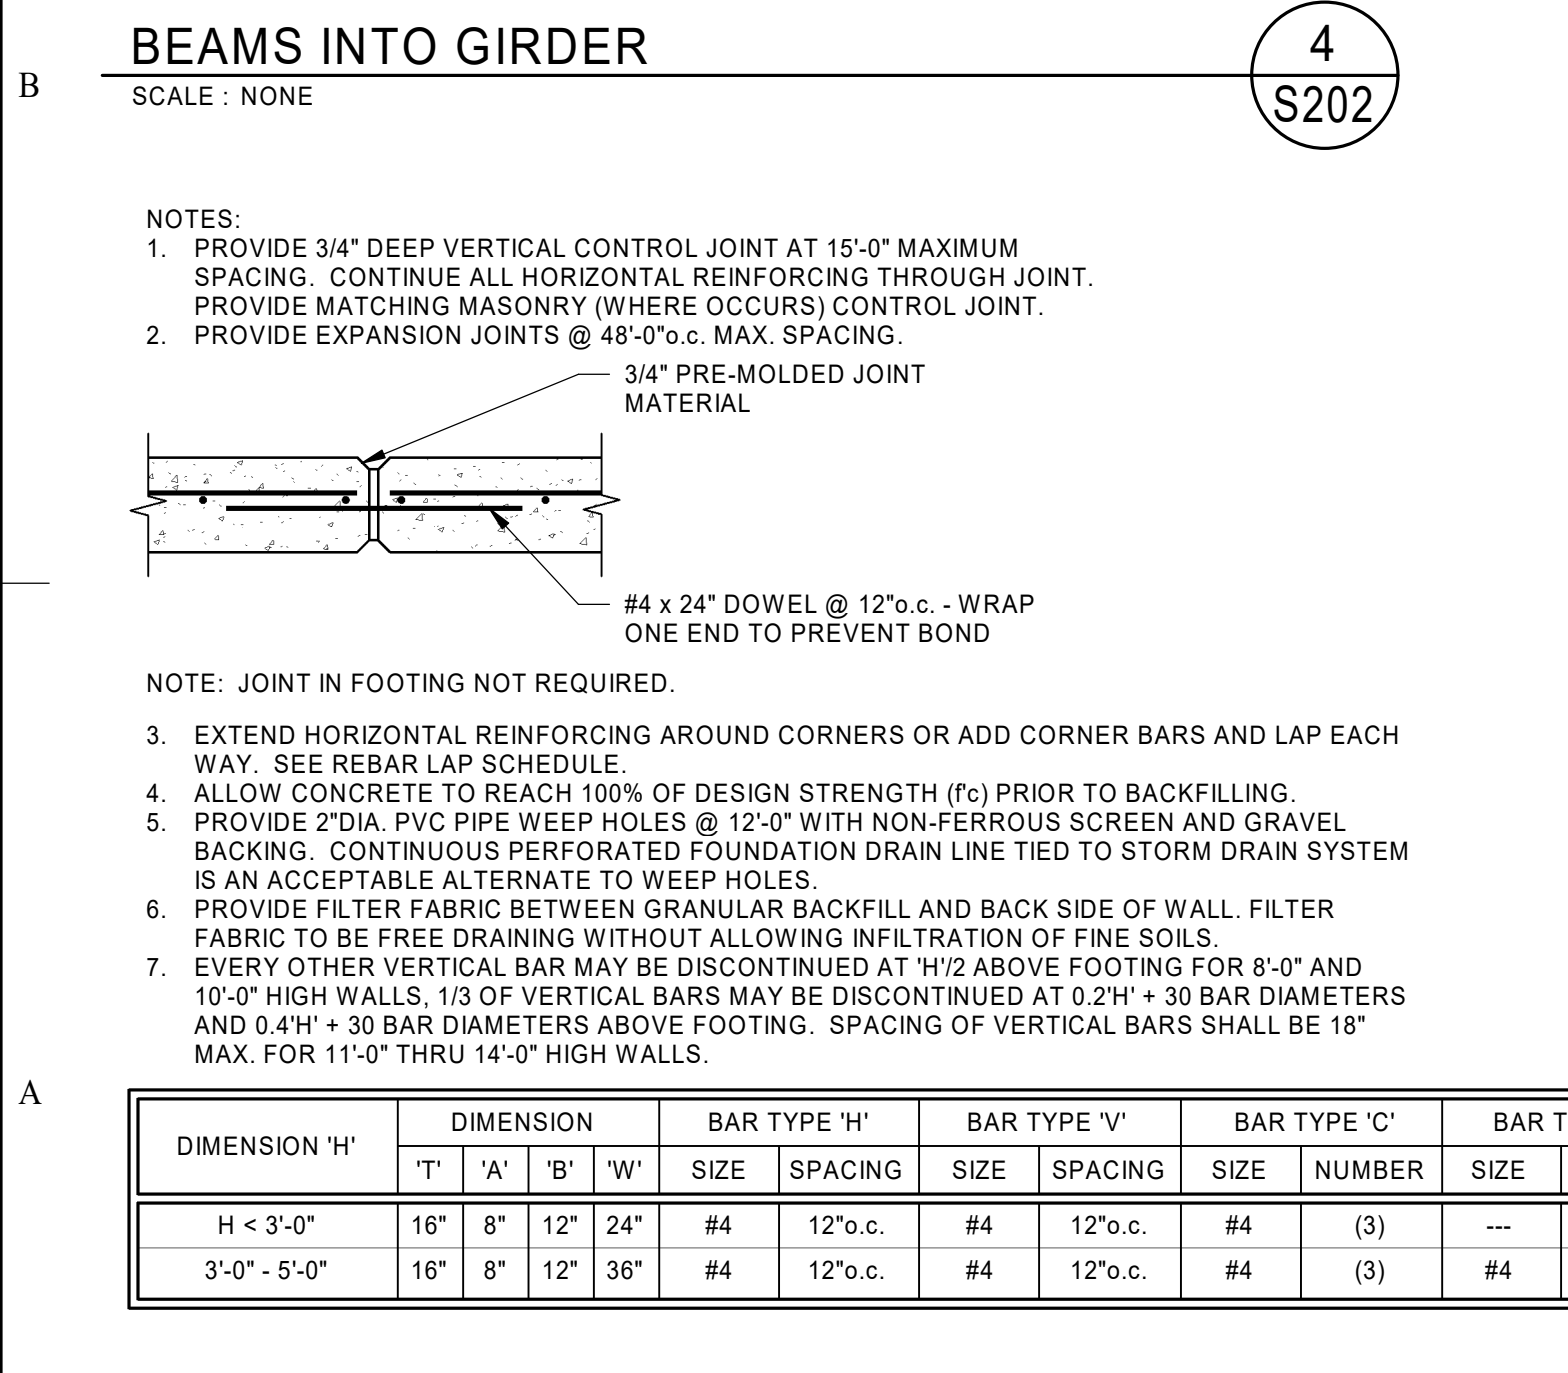 BEAMS INTO GIRDER
4
B
SCALE : NONE
S202
NOTES:
1. PROVIDE 3/4" DEEP VERTICAL CONTROL JOINT AT 15'-0" MAXIMUM
SPACING. CONTINUE ALL HORIZONTAL REINFORCING THROUGH JOINT.
PROVIDE MATCHING MASONRY (WHERE OCCURS) CONTROL JOINT.
2. PROVIDE EXPANSION JOINTS @ 48'-0"o.c. MAX. SPACING.
3/4" PRE-MOLDED JOINT
MATERIAL
#4 x 24" DOWEL @ 12"o.c. - WRAP
ONE END TO PREVENT BOND
NOTE: JOINT IN FOOTING NOT REQUIRED.
3. EXTEND HORIZONTAL REINFORCING AROUND CORNERS OR ADD CORNER BARS AND LAP EACH
WAY. SEE REBAR LAP SCHEDULE.
4. ALLOW CONCRETE TO REACH 100% OF DESIGN STRENGTH (f'c) PRIOR TO BACKFILLING.
5. PROVIDE 2"DIA. PVC PIPE WEEP HOLES @ 12'-0" WITH NON-FERROUS SCREEN AND GRAVEL
BACKING. CONTINUOUS PERFORATED FOUNDATION DRAIN LINE TIED TO STORM DRAIN SYSTEM
IS AN ACCEPTABLE ALTERNATE TO WEEP HOLES.
6. PROVIDE FILTER FABRIC BETWEEN GRANULAR BACKFILL AND BACK SIDE OF WALL. FILTER
FABRIC TO BE FREE DRAINING WITHOUT ALLOWING INFILTRATION OF FINE SOILS.
7. EVERY OTHER VERTICAL BAR MAY BE DISCONTINUED AT 'H'/2 ABOVE FOOTING FOR 8'-0" AND
10'-0" HIGH WALLS, 1/3 OF VERTICAL BARS MAY BE DISCONTINUED AT 0.2'H' + 30 BAR DIAMETERS
AND 0.4'H' + 30 BAR DIAMETERS ABOVE FOOTING. SPACING OF VERTICAL BARS SHALL BE 18"
MAX. FOR 11'-0" THRU 14'-0" HIGH WALLS.
A
DIMENSION 'H' DIMENSION BAR TYPE 'H' BAR TYPE 'V' BAR TYPE 'C' BAR T
'T' 'A' 'B' 'W' SIZE SPACING SIZE SPACING SIZE NUMBER SIZE
H < 3'-0" 16" 8" 12" 24" #4 12"o.c. #4 12"o.c. #4 (3) ---
3'-0" - 5'-0" 16" 8" 12" 36" #4 12"o.c. #4 12"o.c. #4 (3) #4